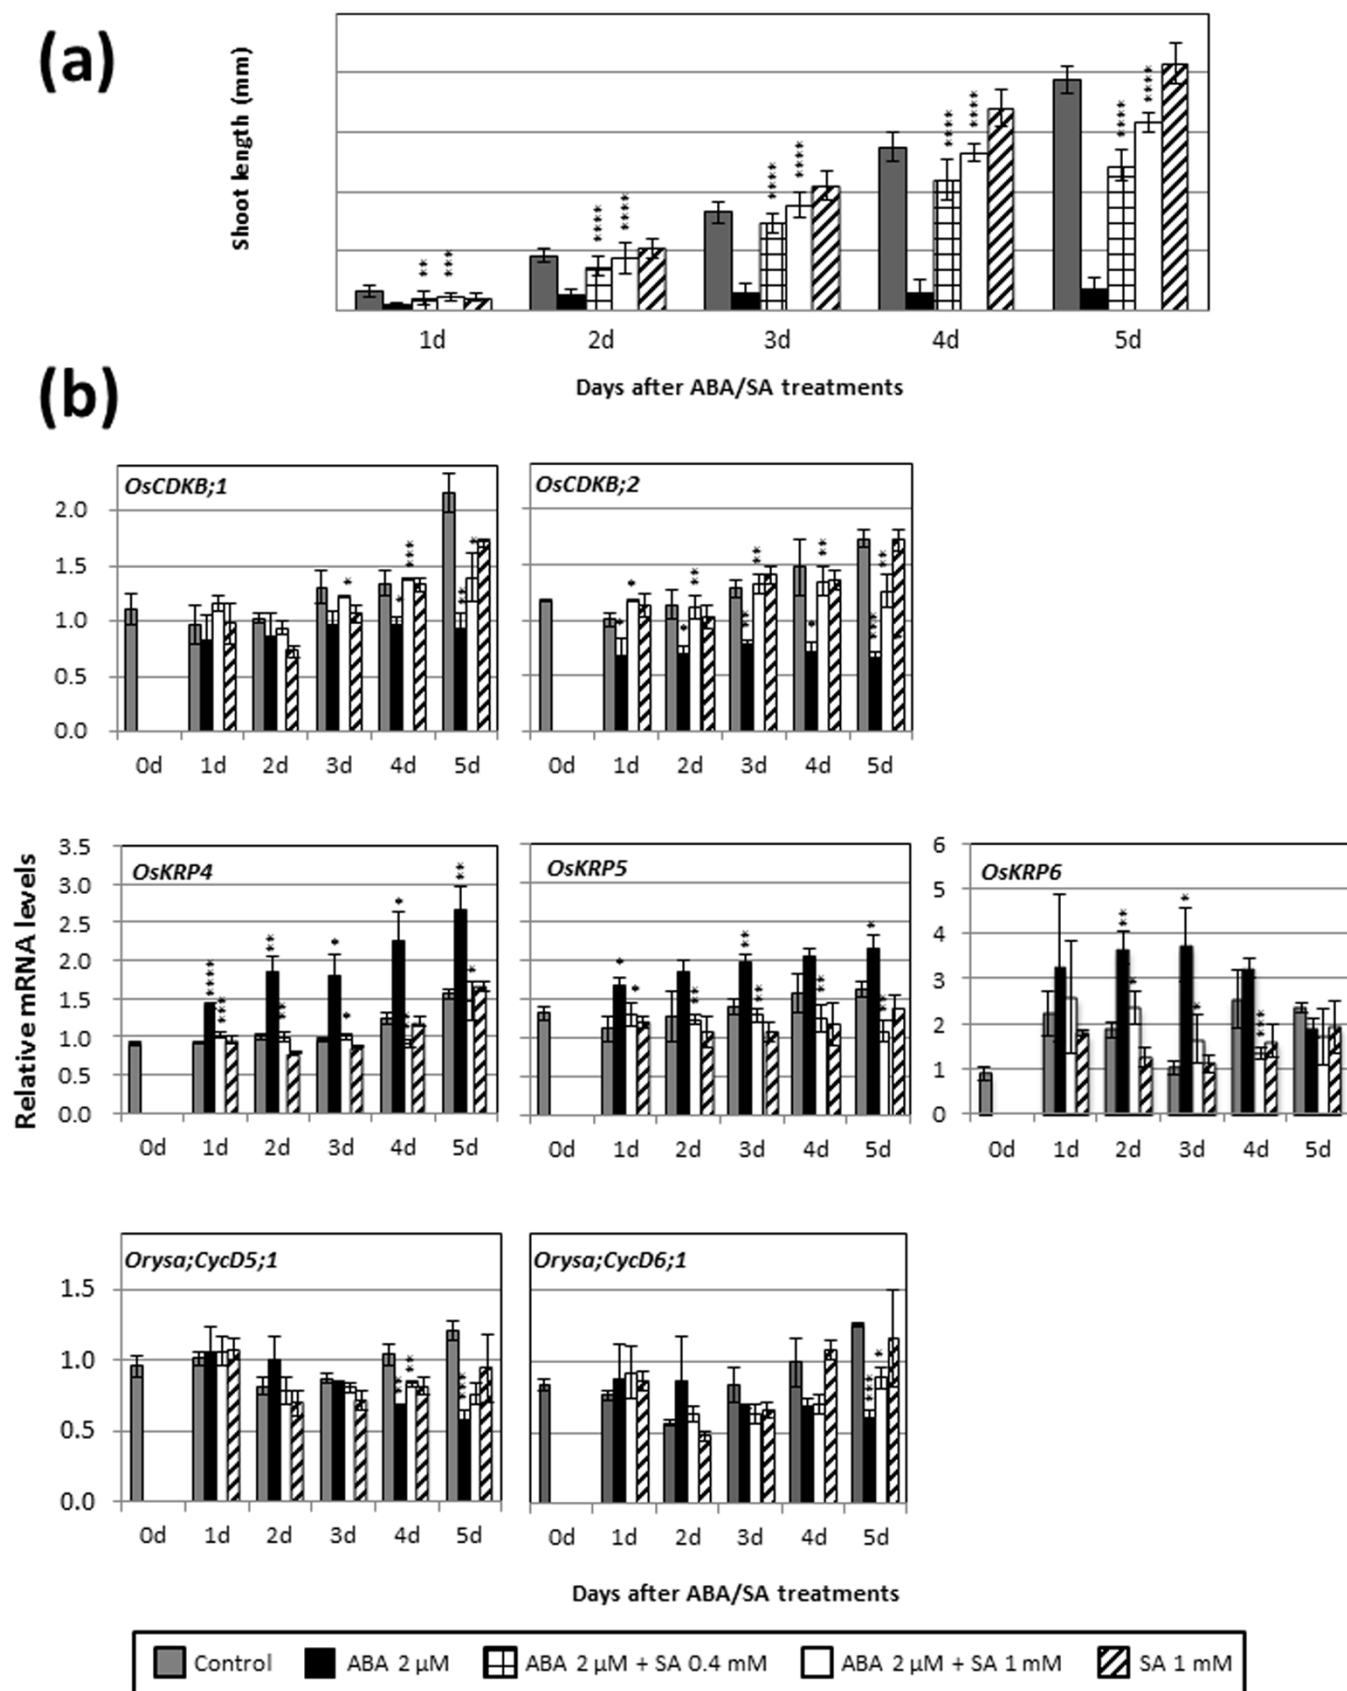 (a)
Shoot length (mm)
** *** **** **** **** **** **** **** **** ****
1d 2d 3d 4d 5d
Days after ABA/SA treatments
(b)
Relative mRNA levels
OsCDKB;1
2.0
1.5
1.0
0.5
0.0
* * *** ** *
0d 1d 2d 3d 4d 5d
OsCDKB;2
* * * ** ** ** * ** *** **
0d 1d 2d 3d 4d 5d
OsKRP4
3.5
3.0
2.5
2.0
1.5
1.0
0.5
0.0
0d 1d 2d 3d 4d 5d
OsKRP5
0d 1d 2d 3d 4d 5d
OsKRP6
6
5
4
3
2
1
0
0d 1d 2d 3d 4d 5d
Orysa;CycD5;1
1.5
1.0
0.5
0.0
0d 1d 2d 3d 4d 5d
Orysa;CycD6;1
0d 1d 2d 3d 4d 5d
Days after ABA/SA treatments
Control ABA 2 µM ABA 2 µM + SA 0.4 mM ABA 2 µM + SA 1 mM SA 1 mM